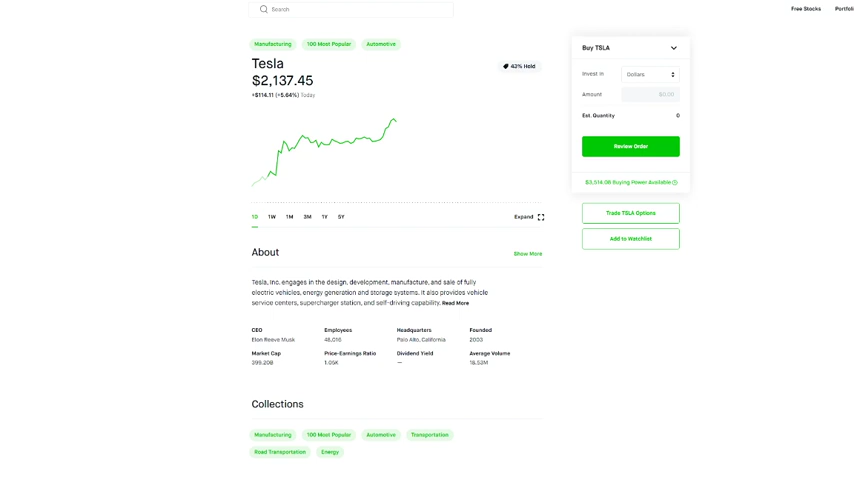 Search
Free Stocks
Portfoli
Manufacturing
100 Most Popular
Automotive
Tesla
$2,137.45
+$114.11 (+5.64%) Today
Buy TSLA
Invest In
Dollars
Amount
$0.00
Est. Quantity
0
Review Order
$3,514.08 Buying Power Available
Trade TSLA Options
Add to Watchlist
1D 1W 1M 3M 1Y 5Y
Expand
About
Show More
Tesla, Inc. engages in the design, development, manufacture, and sale of fully
electric vehicles, energy generation and storage systems. It also provides vehicle
service centers, supercharger station, and self-driving capability. Read More
CEO
Elon Reeve Musk
Employees
48,016
Headquarters
Palo Alto, California
Founded
2003
Market Cap
399.20B
Price-Earnings Ratio
1.05K
Dividend Yield
—
Average Volume
18.53M
Collections
Manufacturing
100 Most Popular
Automotive
Transportation
Road Transportation
Energy